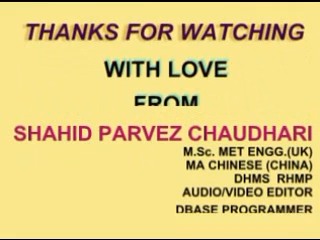 THANKS FOR WATCHING
WITH LOVE
FROM
SHAHID PARVEZ CHAUDHARI
M.Sc. MET ENGG.(UK)
MA CHINESE (CHINA)
DHMS RHMP
AUDIO/VIDEO EDITOR
DBASE PROGRAMMER